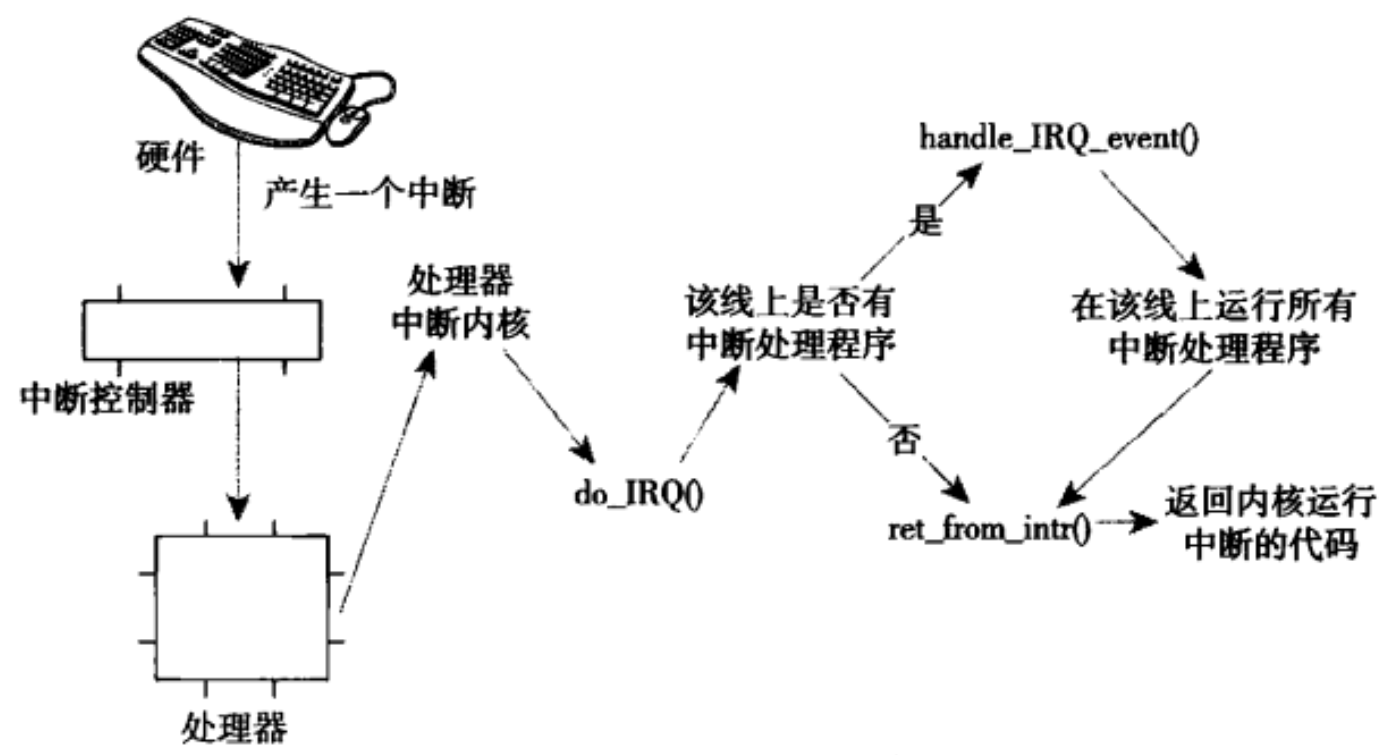 硬件
产生一个中断
中断控制器
处理器
处理器
中断内核
do_IRQ()
该线上是否有
中断处理程序
是
handle_IRQ_event()
在该线上运行所有
中断处理程序
否
ret_from_intr()
返回内核运行
中断的代码